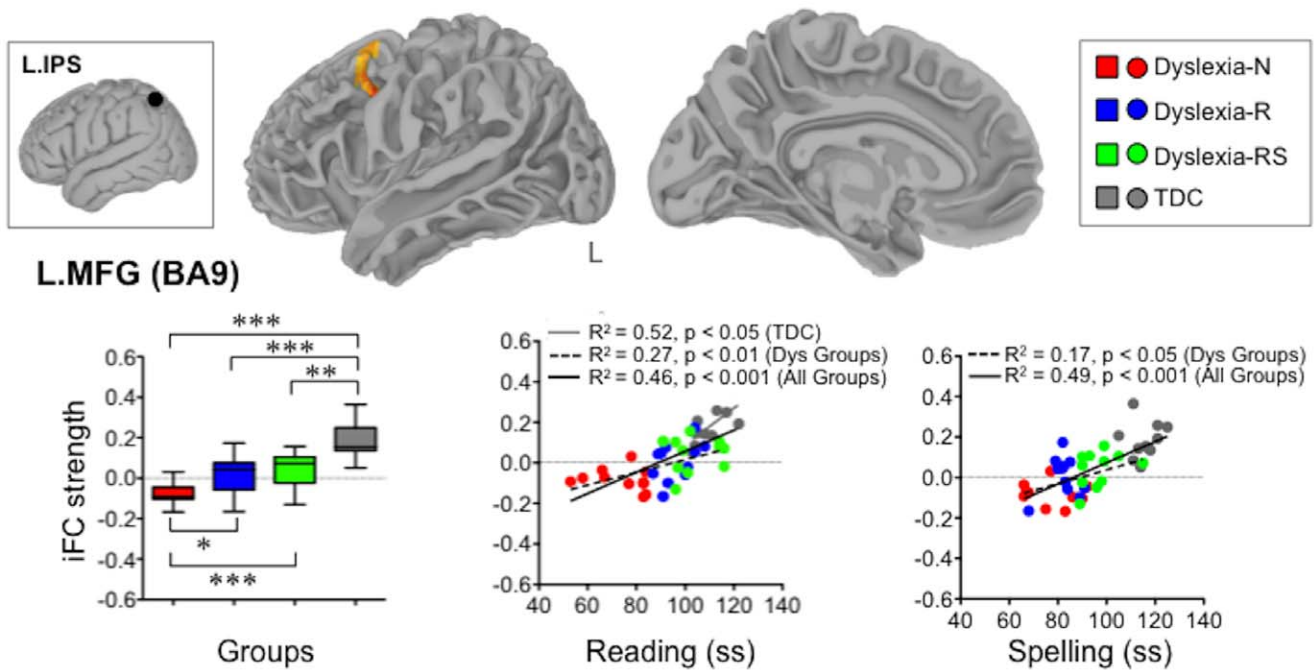 L.IPS
L
Dyslexia-N
Dyslexia-R
Dyslexia-RS
TDC
L.MFG (BA9)
iFC strength
0.6
0.4
0.2
0.0
-0.2
-0.4
-0.6
***
***
**
*
***
Groups
R² = 0.52, p < 0.05 (TDC)
R² = 0.27, p < 0.01 (Dys Groups)
R² = 0.46, p < 0.001 (All Groups)
0.6
0.4
0.2
0.0
-0.2
-0.4
-0.6
40 60 80 100 120 140
Reading (ss)
R² = 0.17, p < 0.05 (Dys Groups)
R² = 0.49, p < 0.001 (All Groups)
0.6
0.4
0.2
0.0
-0.2
-0.4
-0.6
40 60 80 100 120 140
Spelling (ss)